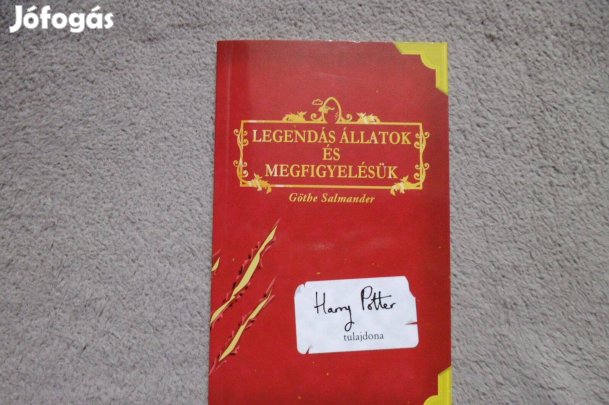 Jófogás
LEGENDÁS ÁLLATOK
ÉS
MEGFIGYELÉSÜK
Göthe Salmander
Harry Potter
tulajdona